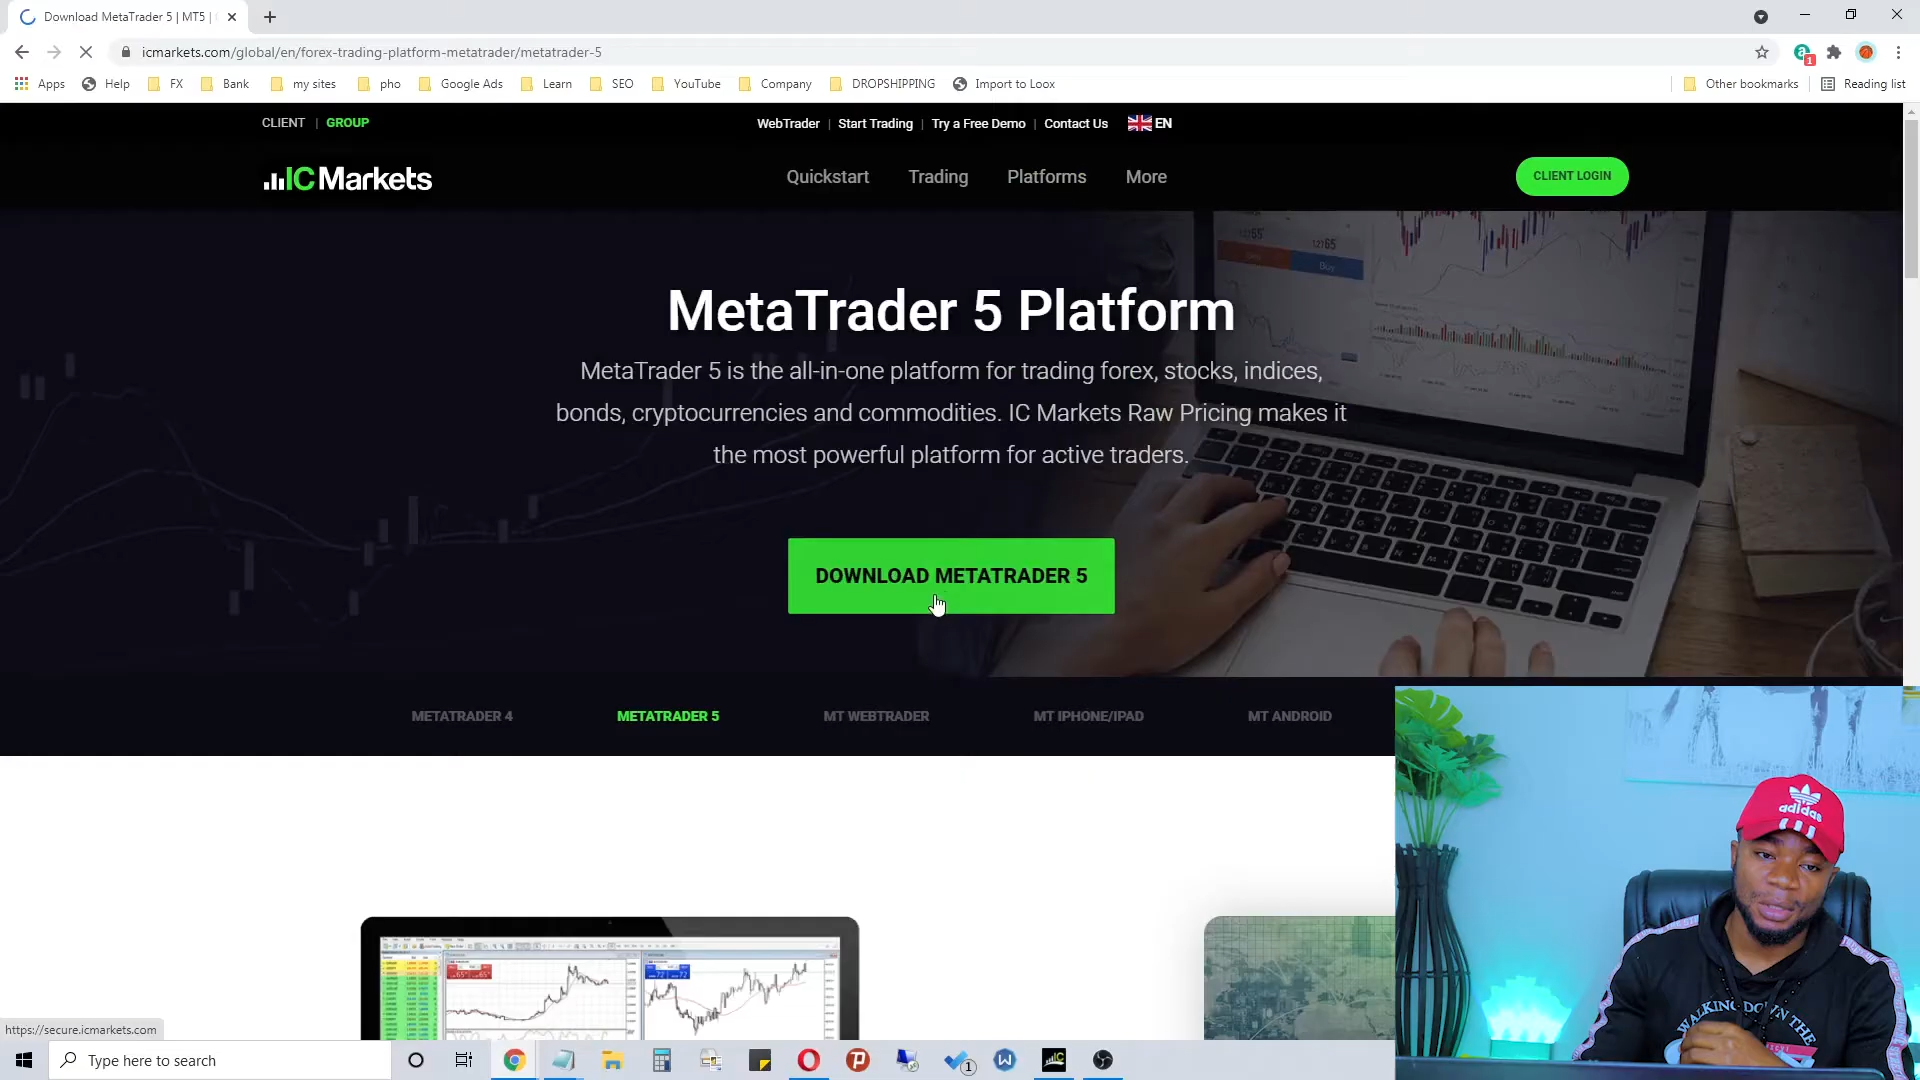 Download MetaTrader 5 | MT5 |
icmarkets.com/global/en/forex-trading-platform-metatrader/metatrader-5
Apps Help FX Bank my sites pho Google Ads Learn SEO YouTube Company DROPSHIPPING Import to Loox Other bookmarks Reading list
CLIENT | GROUP
WebTrader | Start Trading | Try a Free Demo | Contact Us EN
IC Markets
Quickstart Trading Platforms More
CLIENT LOGIN
MetaTrader 5 Platform
MetaTrader 5 is the all-in-one platform for trading forex, stocks, indices,
bonds, cryptocurrencies and commodities. IC Markets Raw Pricing makes it
the most powerful platform for active traders.
DOWNLOAD METATRADER 5
METATRADER 4 METATRADER 5 MT WEBTRADER MT IPHONE/IPAD MT ANDROID
adidas
WALKING DOWN THE
https://secure.icmarkets.com
Type here to search
1